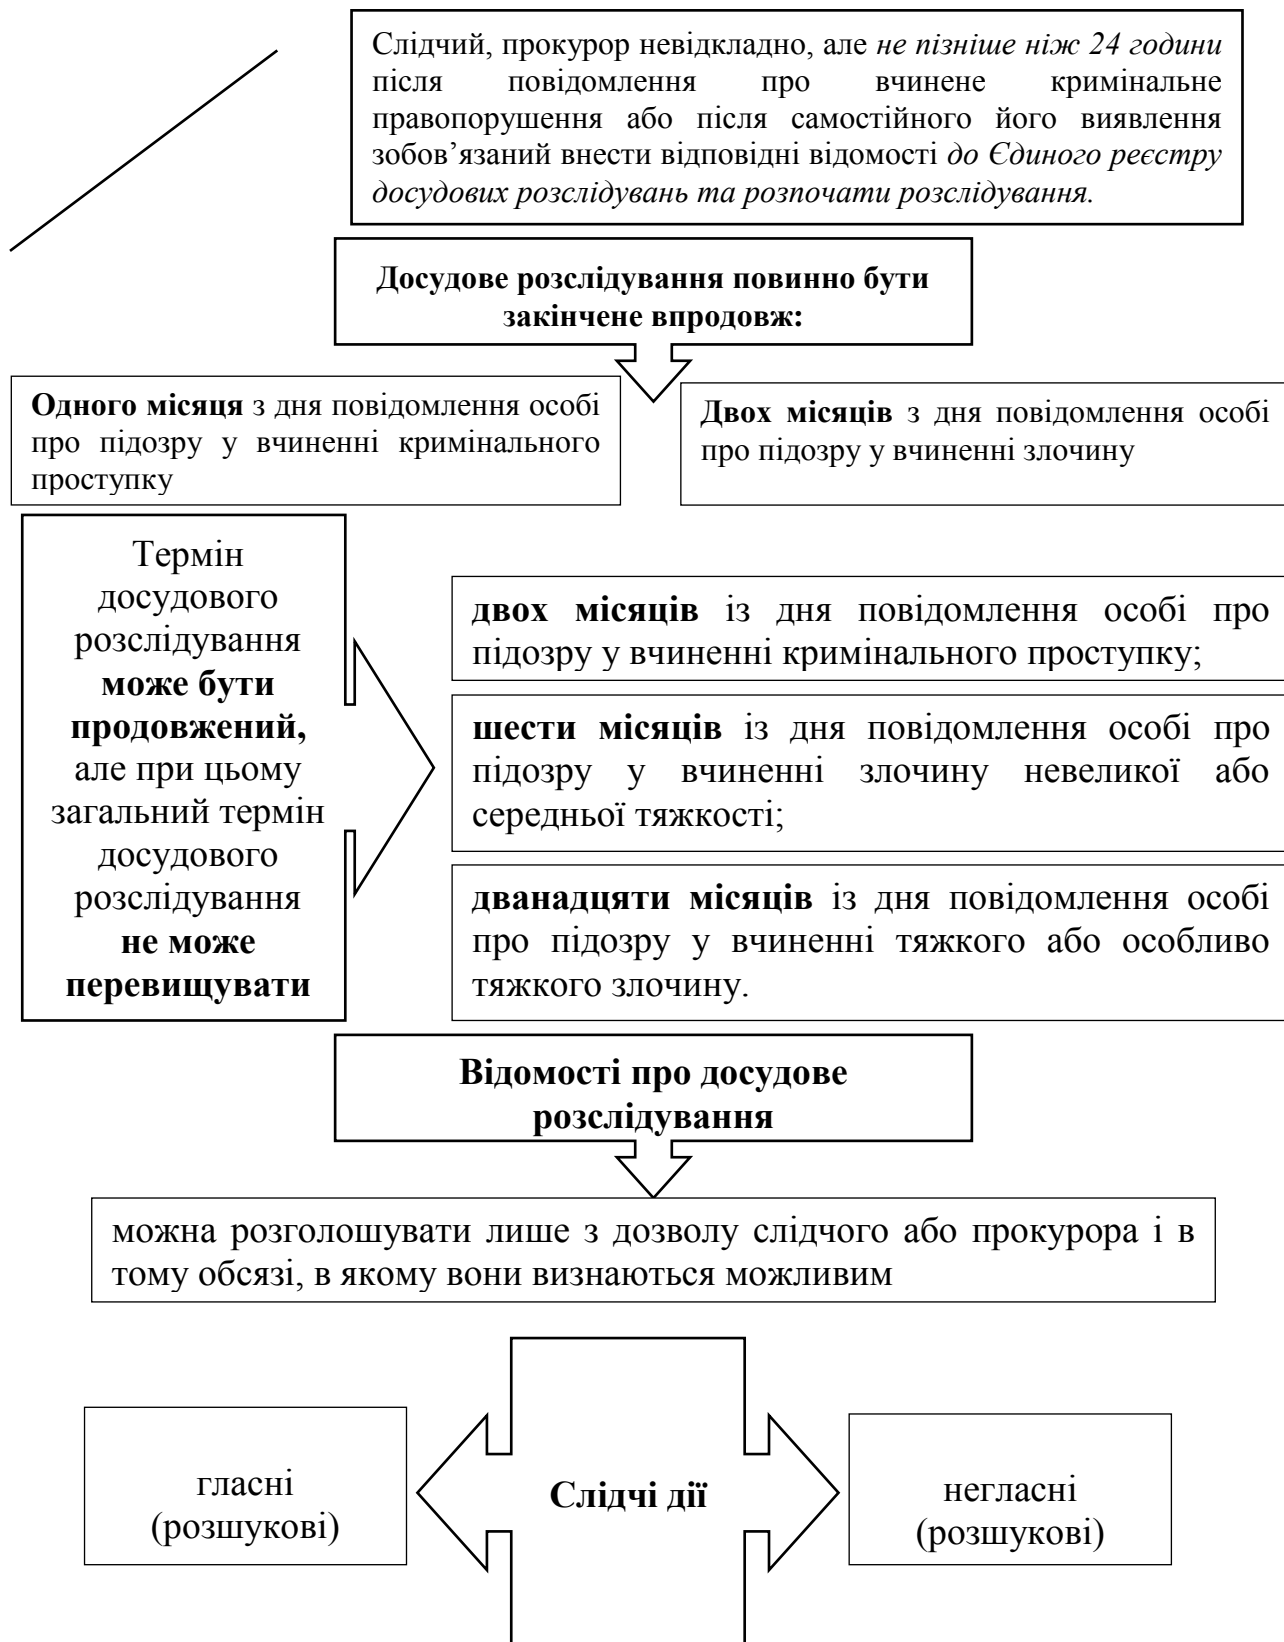 Слідчий, прокурор невідкладно, але не пізніше ніж 24 години
після повідомлення про вчинене кримінальне
правопорушення або після самостійного його виявлення
зобов’язаний внести відповідні відомості до Єдиного реєстру
досудових розслідувань та розпочати розслідування.
Досудове розслідування повинно бути
закінчене впродовж:
Одного місяця з дня повідомлення особі
про підозру у вчиненні кримінального
проступку
Двох місяців з дня повідомлення особі
про підозру у вчиненні злочину
Термін
досудового
розслідування
може бути
продовжений,
але при цьому
загальний термін
досудового
розслідування
не може
перевищувати
двох місяців із дня повідомлення особі про
підозру у вчиненні кримінального проступку;
шести місяців із дня повідомлення особі про
підозру у вчиненні злочину невеликої або
середньої тяжкості;
дванадцяти місяців із дня повідомлення особі
про підозру у вчиненні тяжкого або особливо
тяжкого злочину.
Відомості про досудове
розслідування
можна розголошувати лише з дозволу слідчого або прокурора і в
тому обсязі, в якому вони визнаються можливим
гласні
(розшукові)
Слідчі дії
негласні
(розшукові)